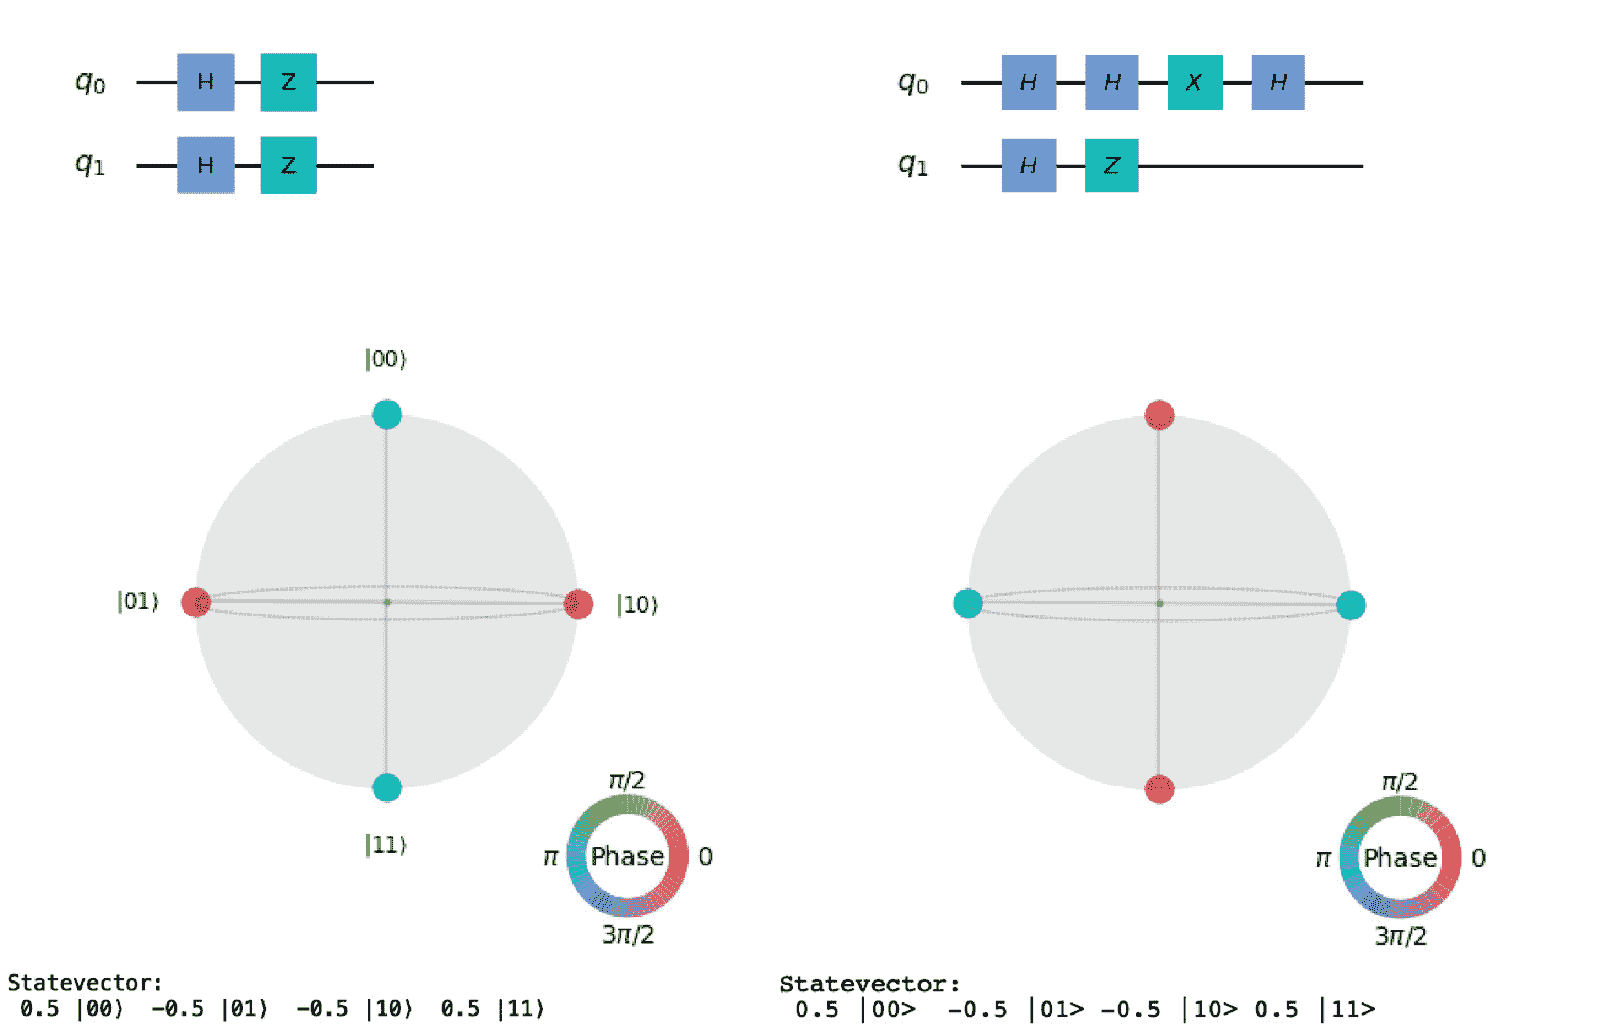 q0 H Z
q1 H Z
q0 H H X H
q1 H Z
|00⟩
|01⟩
|10⟩
|11⟩
π/2
π Phase 0
3π/2
π/2
π Phase 0
3π/2
Statevector:
0.5 |00⟩ -0.5 |01⟩ -0.5 |10⟩ 0.5 |11⟩
Statevector:
0.5 |00> -0.5 |01> -0.5 |10> 0.5 |11>